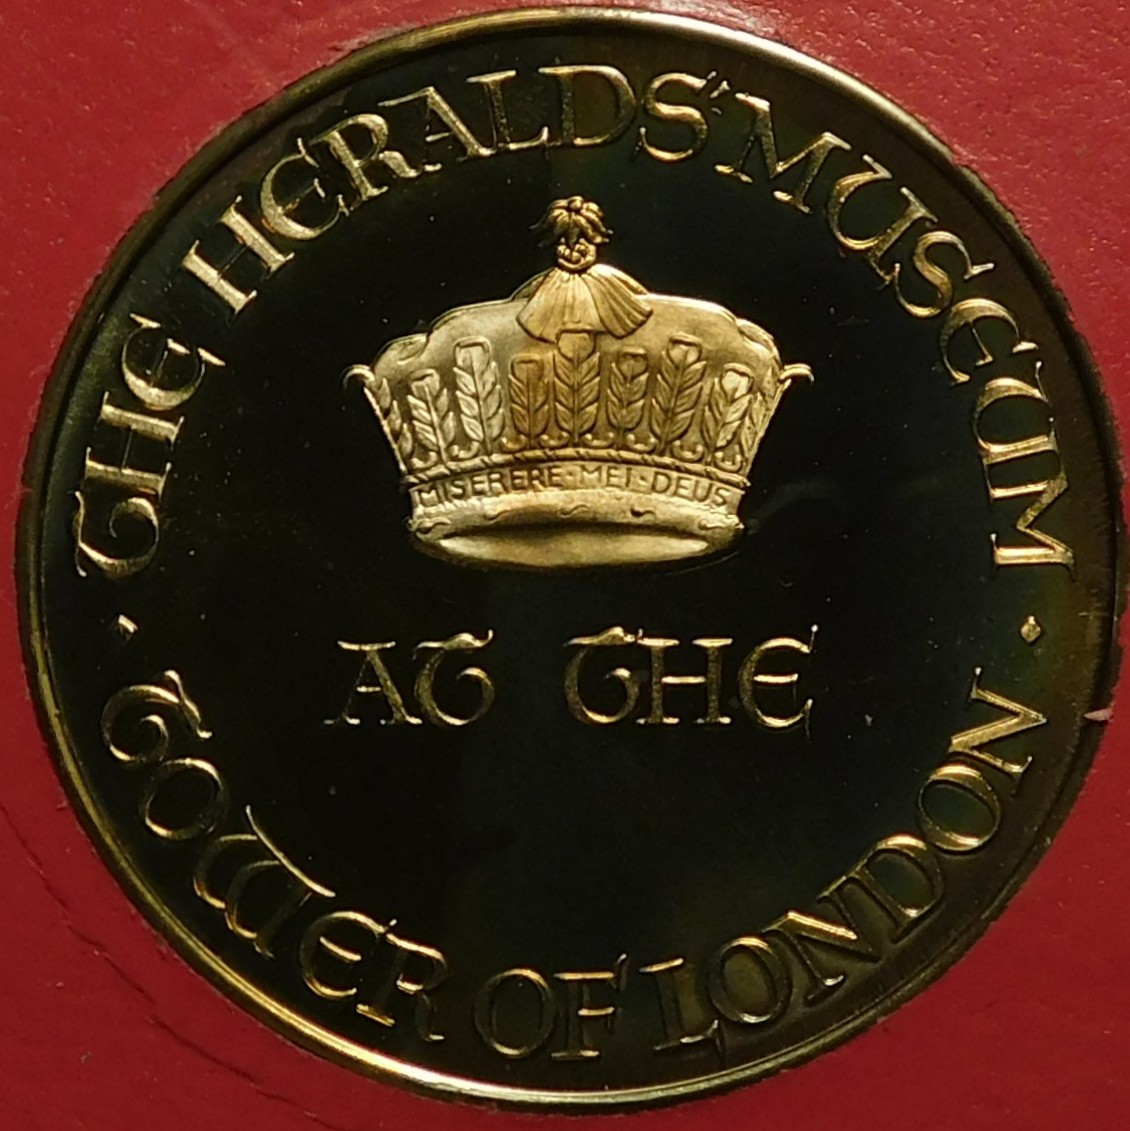 THE HERALDS' MUSEUM
MISERERE·MEI·DEUS
AT THE
· TOWER OF LONDON ·